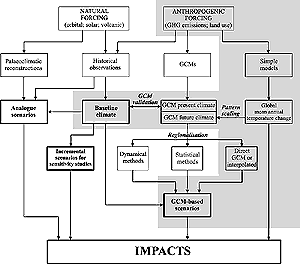 NATURAL
FORCING
(orbital; solar; volcanic)
ANTHROPOGENIC
FORCING
(GHG emissions; land use)
Palaeoclimatic
reconstructions
Historical
observations
GCMs
Simple
models
GCM
validation
Analogue
scenarios
Baseline
climate
GCM present climate
GCM future climate
Pattern
scaling
Global
mean annual
temperature change
Regionalisation
Incremental
scenarios for
sensitivity studies
Dynamical
methods
Statistical
methods
Direct
GCM or
interpolated
GCM-based
scenarios
IMPACTS